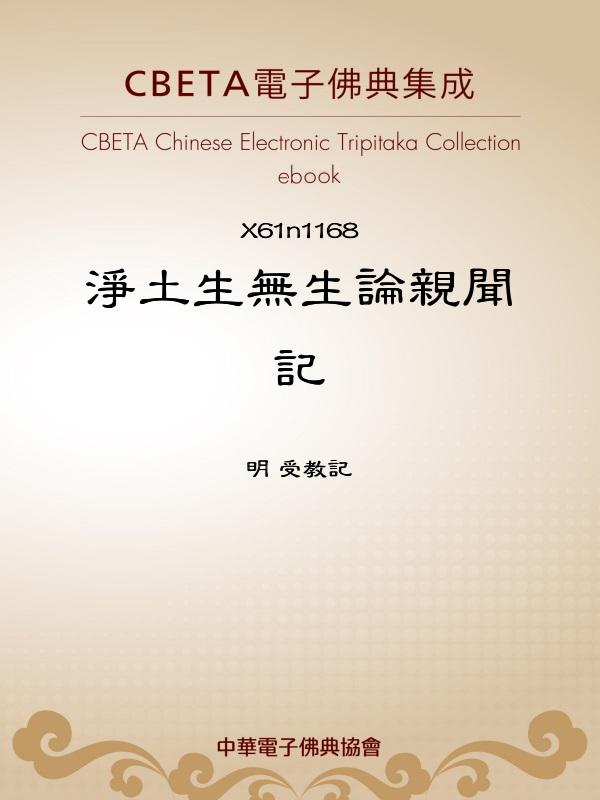 CBETA電子佛典集成
CBETA Chinese Electronic Tripitaka Collection
ebook
X61n1168
淨土生無生論親聞
記
明 受教記
中華電子佛典協會